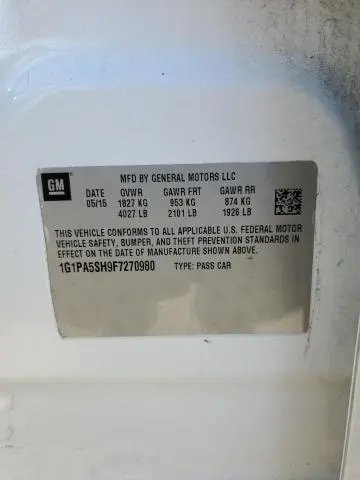 GM
MFD BY GENERAL MOTORS LLC
DATE GVWR GAWR FRT GAWR RR
05/15 1827 KG 953 KG 874 KG
4027 LB 2101 LB 1926 LB
THIS VEHICLE CONFORMS TO ALL APPLICABLE U.S. FEDERAL MOTOR
VEHICLE SAFETY, BUMPER, AND THEFT PREVENTION STANDARDS IN
EFFECT ON THE DATE OF MANUFACTURE SHOWN ABOVE.
1G1PA5SH9F7270980 TYPE: PASS CAR